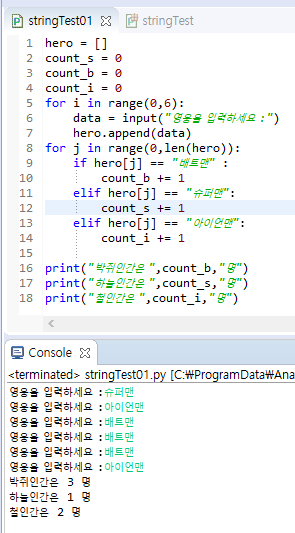 stringTest01 stringTest
1 hero = []
2 count_s = 0
3 count_b = 0
4 count_i = 0
5 for i in range(0,6):
6 data = input("영웅을 입력하세요 :")
7 hero.append(data)
8 for j in range(0,len(hero)):
9 if hero[j] == "배트맨" :
10 count_b += 1
11 elif hero[j] == "슈퍼맨":
12 count_s += 1
13 elif hero[j] == "아이언맨":
14 count_i += 1
15
16 print("박쥐인간은 ",count_b,"명")
17 print("하늘인간은 ",count_s,"명")
18 print("철인간은 ",count_i,"명")
Console
<terminated> stringTest01.py [C:₩ProgramData₩Ana
영웅을 입력하세요 :슈퍼맨
영웅을 입력하세요 :아이언맨
영웅을 입력하세요 :배트맨
영웅을 입력하세요 :배트맨
영웅을 입력하세요 :배트맨
영웅을 입력하세요 :아이언맨
박쥐인간은 3 명
하늘인간은 1 명
철인간은 2 명